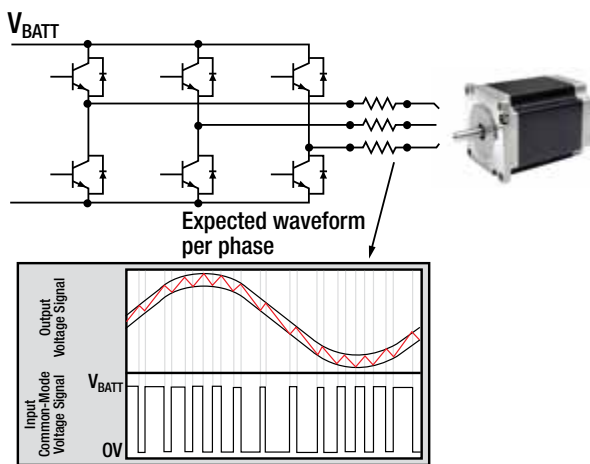 VBATT
Expected waveform
per phase
Output
Voltage Signal
Input
Common-Mode
Voltage Signal
VBATT
0V